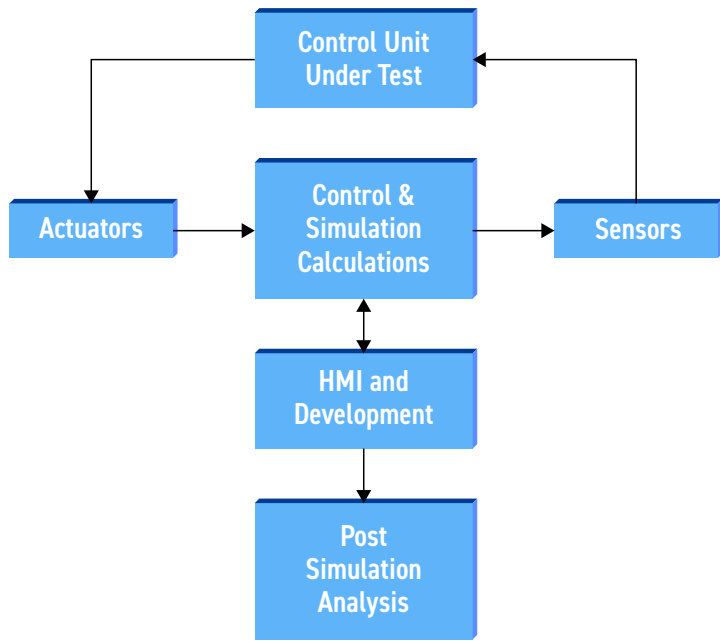 Control Unit
Under Test
Actuators
Control &
Simulation
Calculations
Sensors
HMI and
Development
Post
Simulation
Analysis